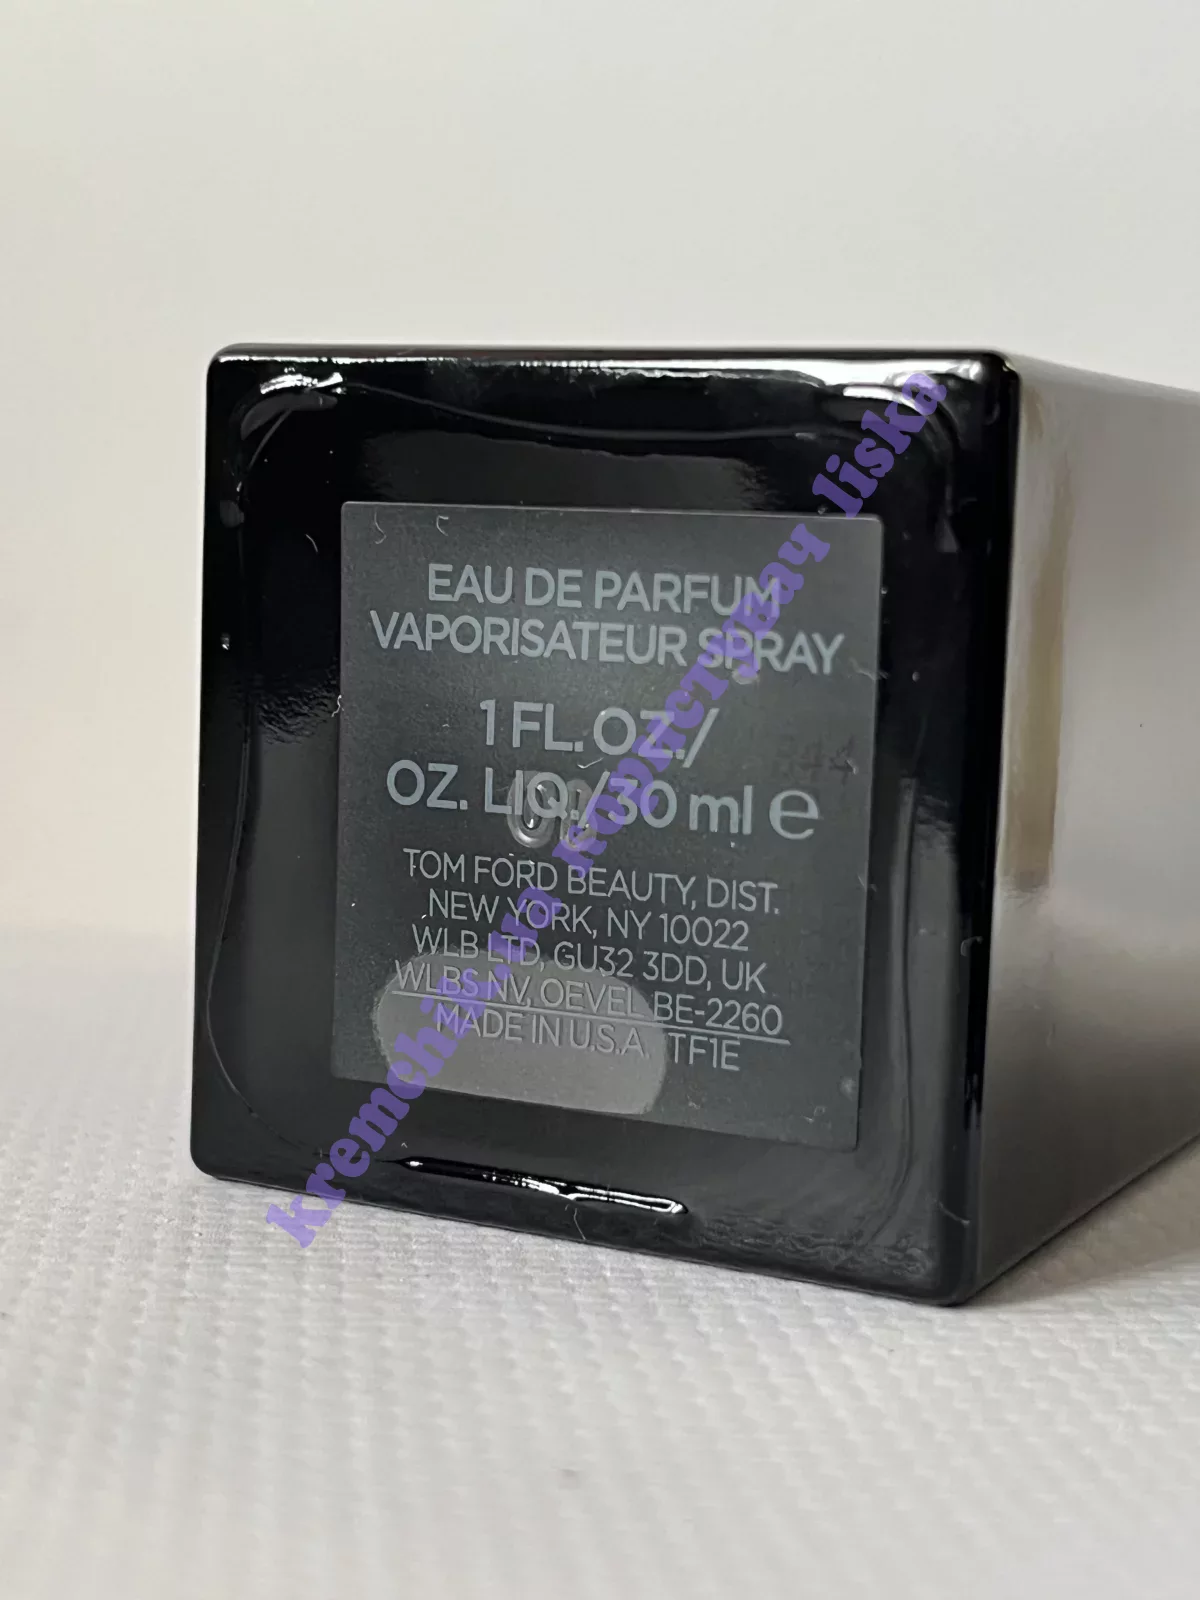 EAU DE PARFUM
VAPORISATEUR SPRAY
1 FL. OZ./
OZ. LIQ./30 ml e
TOM FORD BEAUTY, DIST.
NEW YORK, NY 10022
WLB LTD, GU32 3DD, UK
WLBS NV, OEVEL BE-2260
MADE IN U.S.A. TF1E